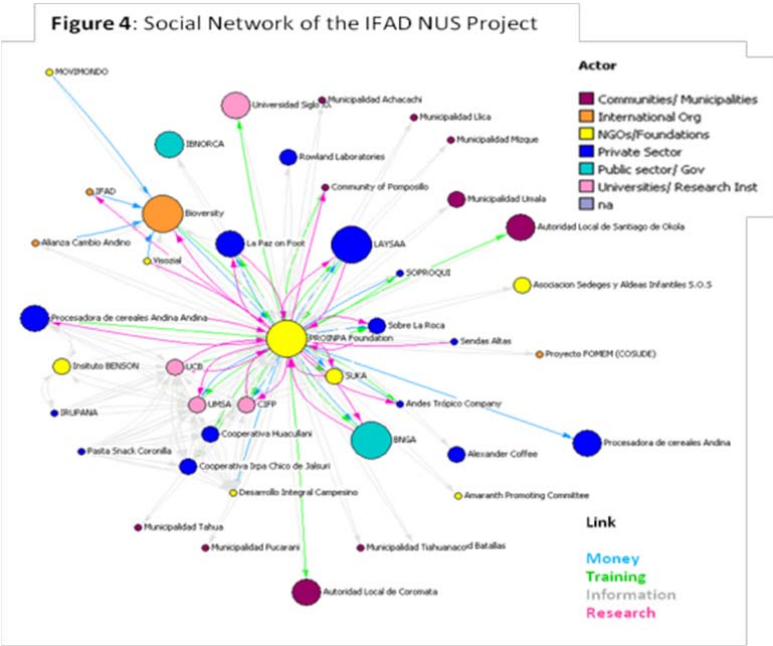 Figure 4: Social Network of the IFAD NUS Project
Actor
Communities/ Municipalities
International Org
NGOs/Foundations
Private Sector
Public sector/ Gov
Universities/ Research Inst
na
MOVIMONDO
Universidad Siglo XX
Municipalidad Achacachi
Municipalidad Llica
Municipalidad Mizque
IBNORCA
Rowland Laboratories
IFAD
Community of Pomposillo
Municipalidad Umala
Bioversity
Autoridad Local de Santiago de Okola
Alianza Cambio Andino
La Paz on Foot
LAYSAA
Visozial
SOPROQUI
Asociacion Sedeges y Aldeas Infantiles S.O.S
Procesadora de cereales Andina Andina
Sobre La Roca
PROINPA Foundation
Sendas Altas
Proyecto FOMEM (COSUDE)
Insituto BENSON
UCB
SUKA
UMSA
CIFP
Andes Trópico Company
IRUPANA
Cooperativa Huacullani
BNGA
Procesadora de cereales Andina
Pasta Snack Coronilla
Alexander Coffee
Cooperativa Irpa Chico de Jalsuri
Desarrollo Integral Campesino
Amaranth Promoting Committee
Municipalidad Tahua
Municipalidad Pucarani
Municipalidad Tiahuanaco
d Batallas
Autoridad Local de Coromata
Link
Money
Training
Information
Research